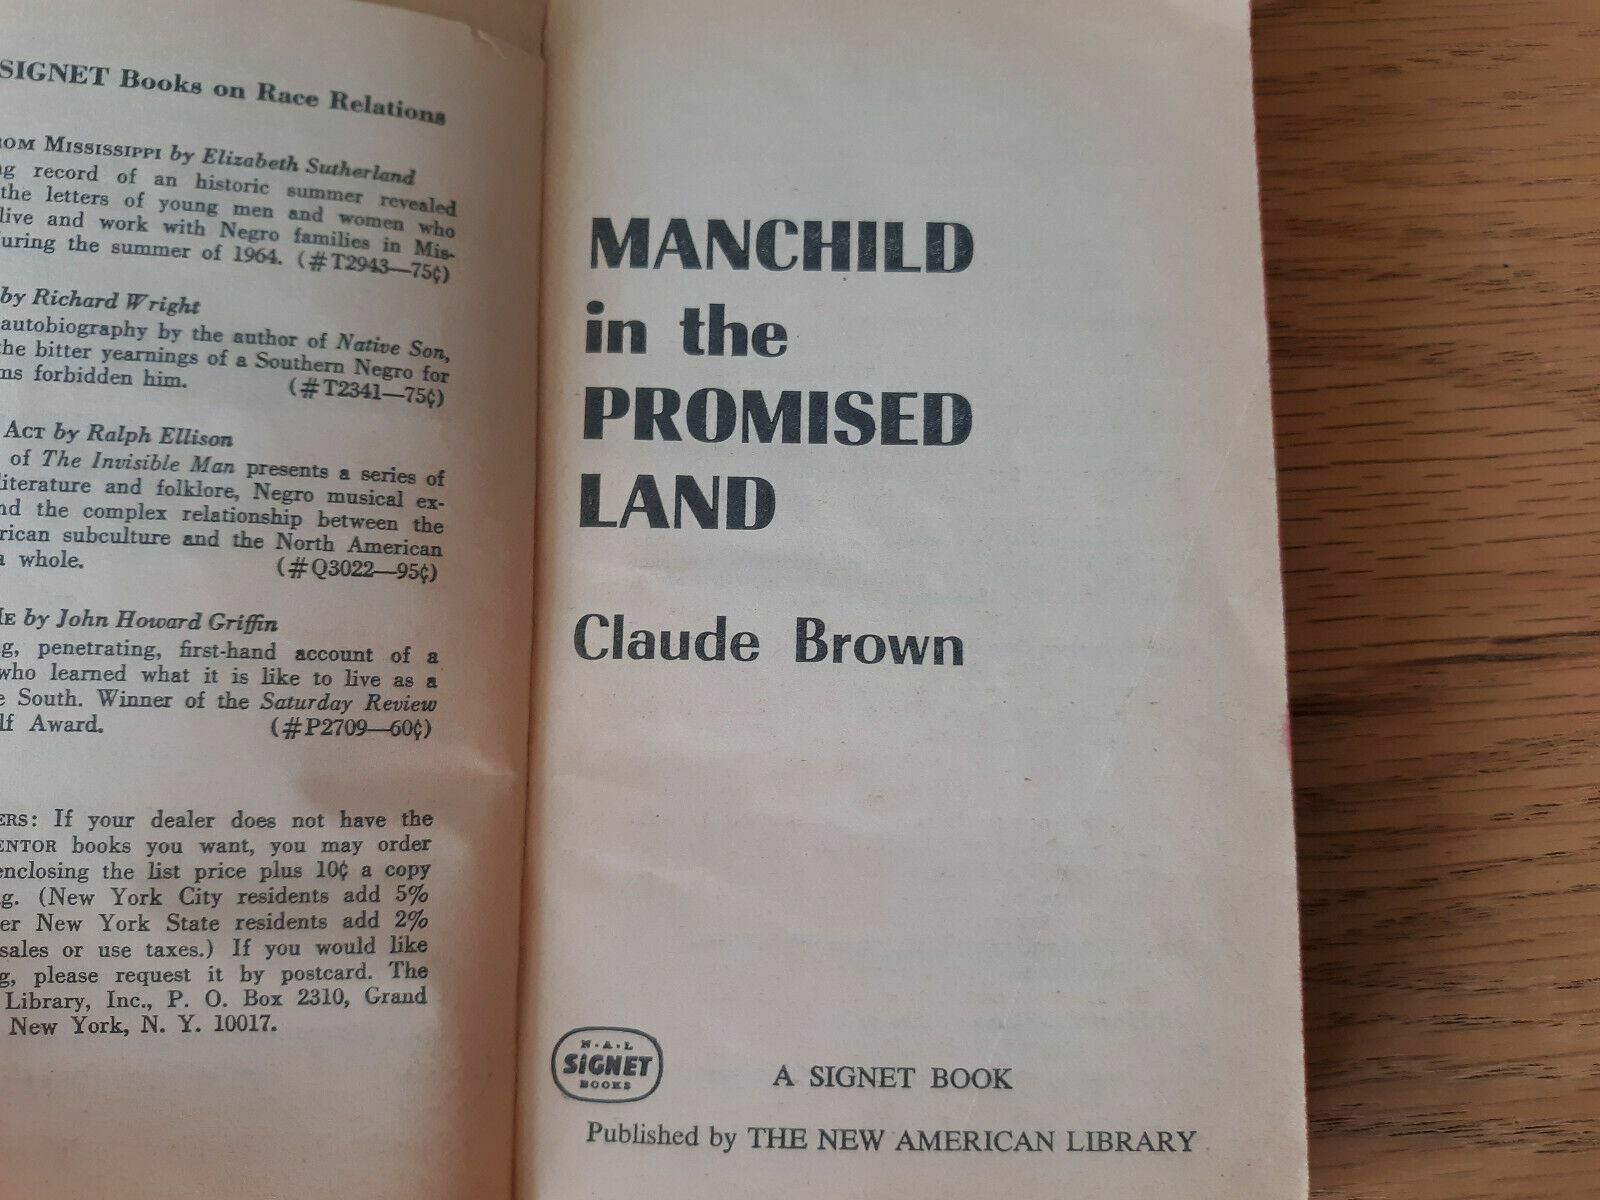 SIGNET Books on Race Relations
ROM MISSISSIPPI by Elizabeth Sutherland
ng record of an historic summer revealed
the letters of young men and women who
live and work with Negro families in Mis-
uring the summer of 1964. (#T2943—75¢)
by Richard Wright
autobiography by the author of Native Son,
the bitter yearnings of a Southern Negro for
ms forbidden him. (#T2341—75¢)
ACT by Ralph Ellison
of The Invisible Man presents a series of
literature and folklore, Negro musical ex-
nd the complex relationship between the
rican subculture and the North American
a whole. (#Q3022—95¢)
ME by John Howard Griffin
g, penetrating, first-hand account of a
who learned what it is like to live as a
e South. Winner of the Saturday Review
lf Award. (#P2709—60¢)
ERS: If your dealer does not have the
ENTOR books you want, you may order
enclosing the list price plus 10¢ a copy
g. (New York City residents add 5%
er New York State residents add 2%
sales or use taxes.) If you would like
g, please request it by postcard. The
Library, Inc., P. O. Box 2310, Grand
New York, N. Y. 10017.
MANCHILD
in the
PROMISED
LAND
Claude Brown
N·A·L
SIGNET
BOOKS
A SIGNET BOOK
Published by THE NEW AMERICAN LIBRARY